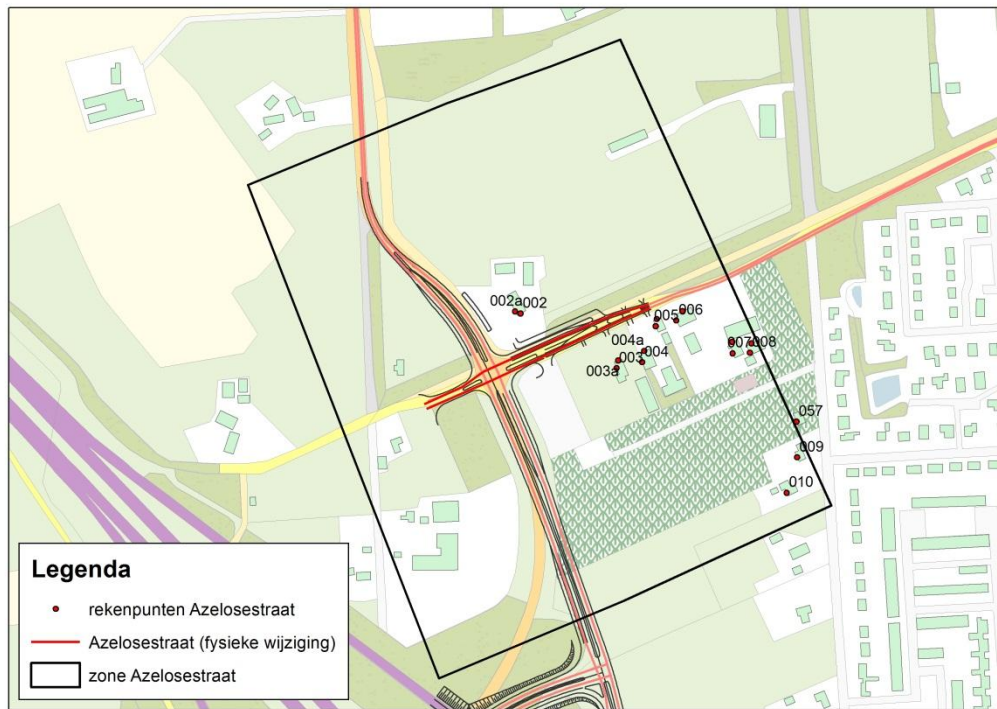 002a 002
005
006
004a
004
003
003a
007 008
057
009
010
Legenda
rekenpunten Azelosestraat
Azelosestraat (fysieke wijziging)
zone Azelosestraat